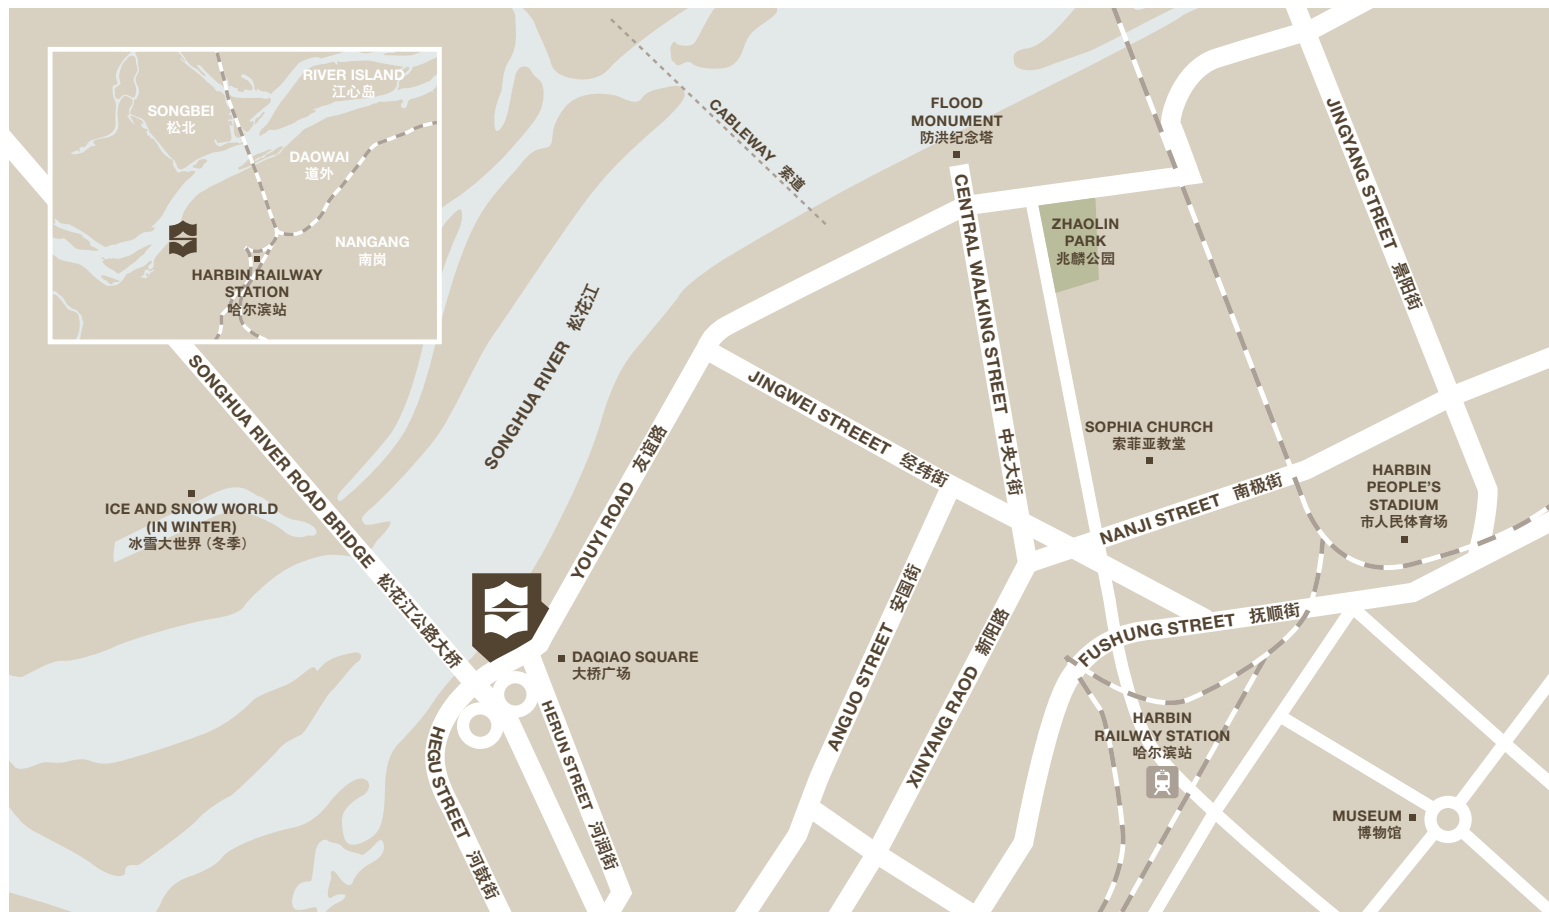 RIVER ISLAND
江心岛
SONGBEI
松北
DAOWAI
道外
NANGANG
南岗
HARBIN RAILWAY
STATION
哈尔滨站
CABLEWAY 索道
FLOOD
MONUMENT
防洪纪念塔
JINGYANG STREET 景阳街
CENTRAL WALKING STREET 中央大街
ZHAOLIN
PARK
兆麟公园
SONGHUA RIVER 松花江
SONGHUA RIVER ROAD BRIDGE 松花江公路大桥
JINGWEI STREEET 经纬街
YOUYI ROAD 友谊路
SOPHIA CHURCH
索菲亚教堂
NANJI STREET 南极街
HARBIN
PEOPLE'S
STADIUM
市人民体育场
ICE AND SNOW WORLD
(IN WINTER)
冰雪大世界（冬季）
ANGUO STREET 安国街
XINYANG RAOD 新阳路
FUSHUNG STREET 抚顺街
DAQIAO SQUARE
大桥广场
HERUN STREET 河润街
HEGU STREET 河鼓街
HARBIN
RAILWAY STATION
哈尔滨站
MUSEUM
博物馆